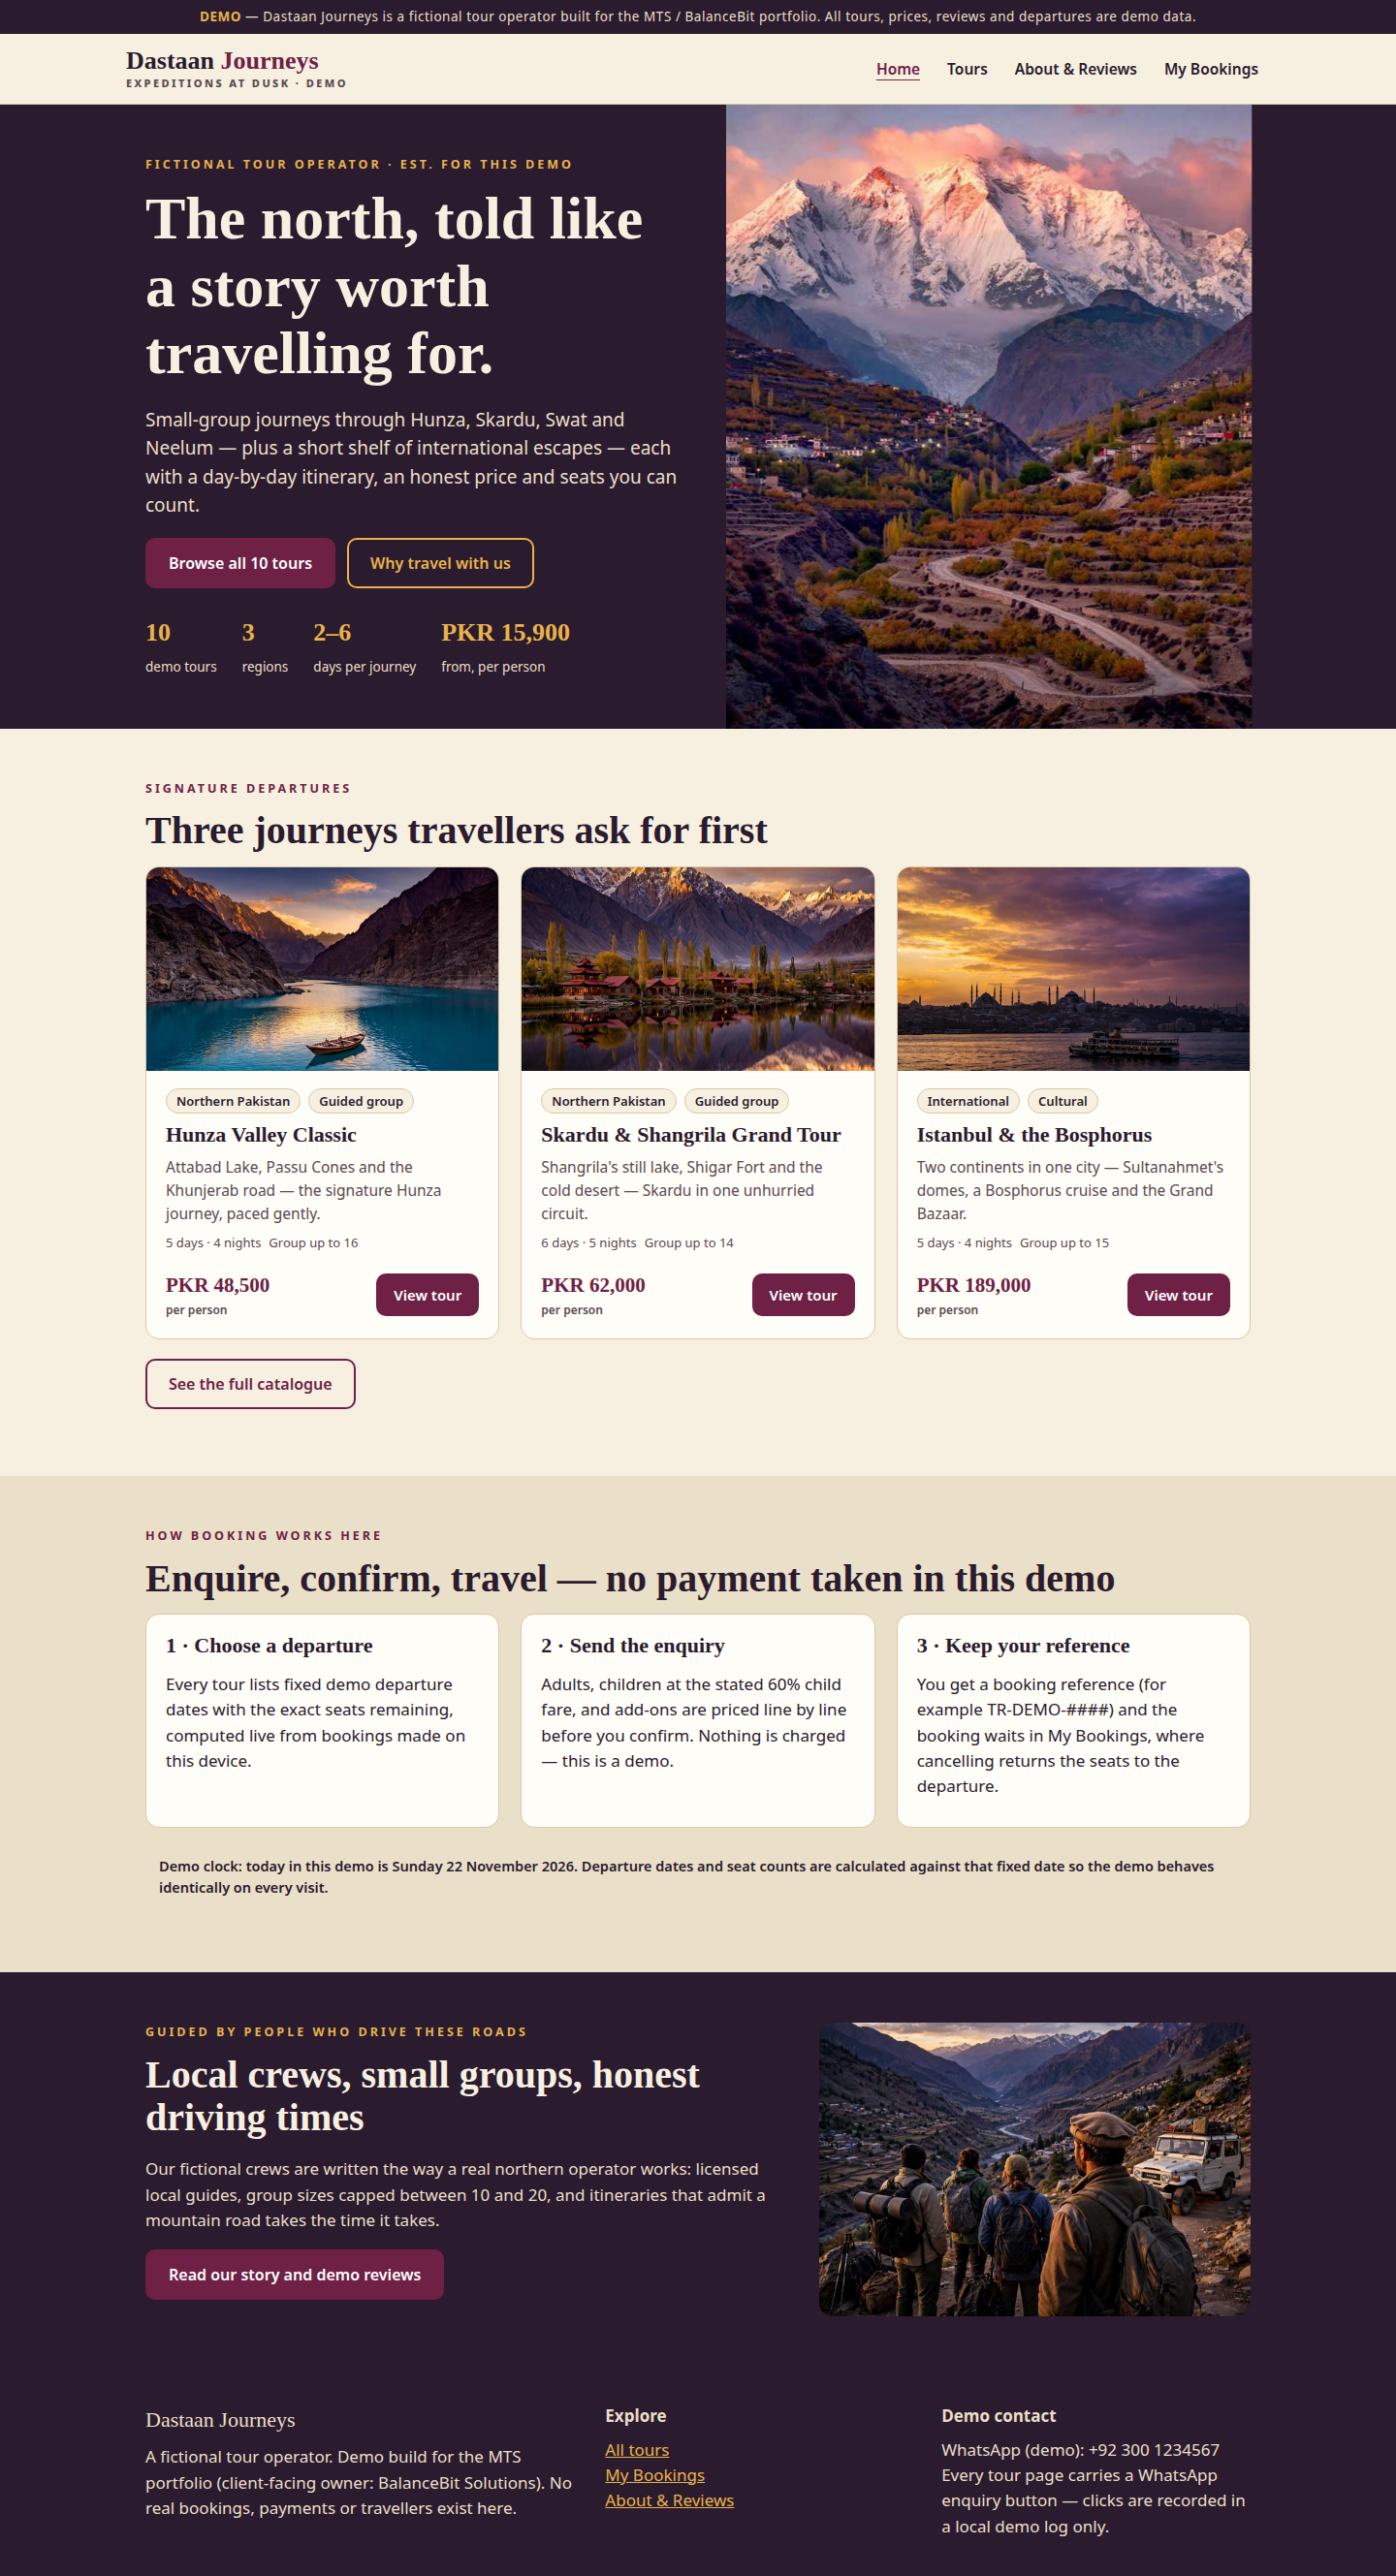 DEMO — Dastaan Journeys is a fictional tour operator built for the MTS / BalanceBit portfolio. All tours, prices, reviews and departures are demo data.
Dastaan Journeys
EXPEDITIONS AT DUSK · DEMO
Home Tours About & Reviews My Bookings
FICTIONAL TOUR OPERATOR · EST. FOR THIS DEMO
The north, told like
a story worth
travelling for.
Small-group journeys through Hunza, Skardu, Swat and
Neelum — plus a short shelf of international escapes — each
with a day-by-day itinerary, an honest price and seats you can
count.
Browse all 10 tours
Why travel with us
10
demo tours
3
regions
2–6
days per journey
PKR 15,900
from, per person
SIGNATURE DEPARTURES
Three journeys travellers ask for first
Northern Pakistan Guided group
Hunza Valley Classic
Attabad Lake, Passu Cones and the
Khunjerab road — the signature Hunza
journey, paced gently.
5 days · 4 nights Group up to 16
PKR 48,500
per person
View tour
Northern Pakistan Guided group
Skardu & Shangrila Grand Tour
Shangrila's still lake, Shigar Fort and the
cold desert — Skardu in one unhurried
circuit.
6 days · 5 nights Group up to 14
PKR 62,000
per person
View tour
International Cultural
Istanbul & the Bosphorus
Two continents in one city — Sultanahmet's
domes, a Bosphorus cruise and the Grand
Bazaar.
5 days · 4 nights Group up to 15
PKR 189,000
per person
View tour
See the full catalogue
HOW BOOKING WORKS HERE
Enquire, confirm, travel — no payment taken in this demo
1 · Choose a departure
Every tour lists fixed demo departure
dates with the exact seats remaining,
computed live from bookings made on
this device.
2 · Send the enquiry
Adults, children at the stated 60% child
fare, and add-ons are priced line by line
before you confirm. Nothing is charged
— this is a demo.
3 · Keep your reference
You get a booking reference (for
example TR-DEMO-####) and the
booking waits in My Bookings, where
cancelling returns the seats to the
departure.
Demo clock: today in this demo is Sunday 22 November 2026. Departure dates and seat counts are calculated against that fixed date so the demo behaves
identically on every visit.
GUIDED BY PEOPLE WHO DRIVE THESE ROADS
Local crews, small groups, honest
driving times
Our fictional crews are written the way a real northern operator works: licensed
local guides, group sizes capped between 10 and 20, and itineraries that admit a
mountain road takes the time it takes.
Read our story and demo reviews
Dastaan Journeys
A fictional tour operator. Demo build for the MTS
portfolio (client-facing owner: BalanceBit Solutions). No
real bookings, payments or travellers exist here.
Explore
All tours
My Bookings
About & Reviews
Demo contact
WhatsApp (demo): +92 300 1234567
Every tour page carries a WhatsApp
enquiry button — clicks are recorded in
a local demo log only.